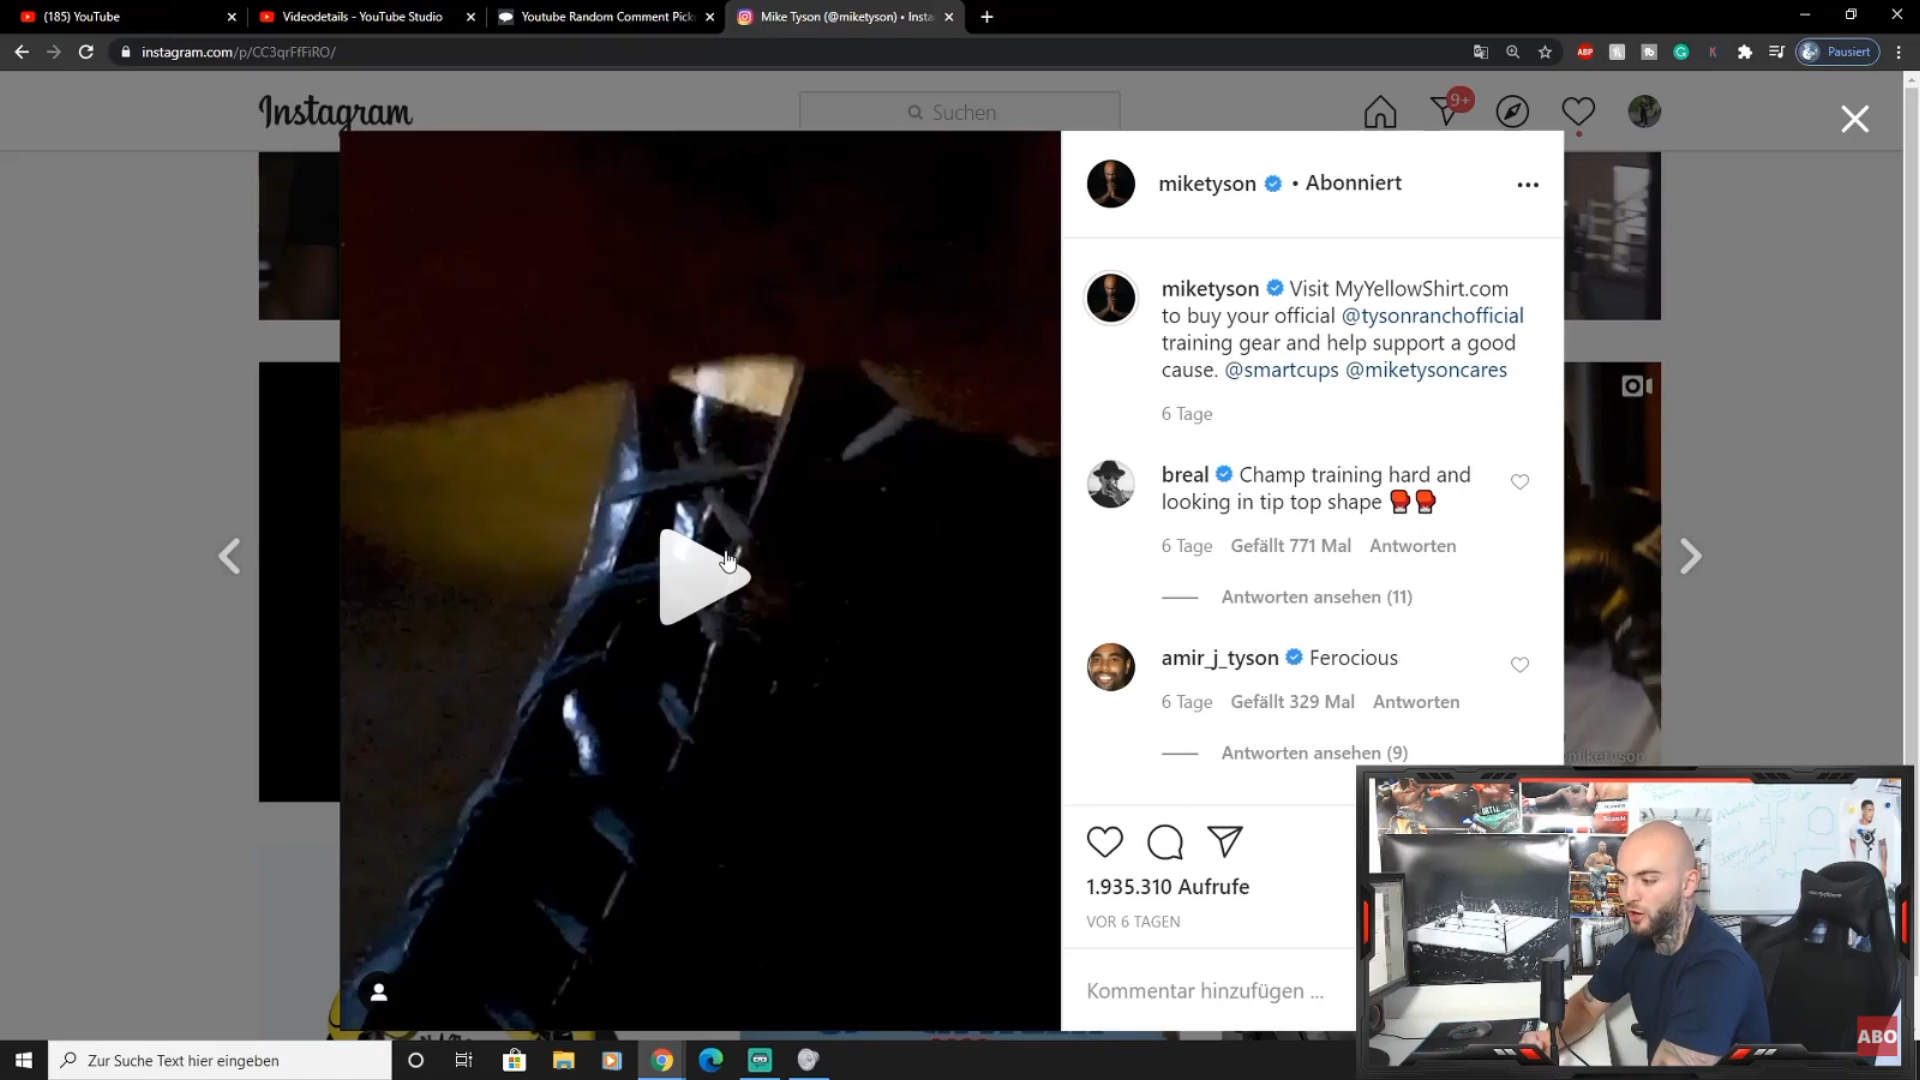 (185) YouTube
Videodetails - YouTube Studio
Youtube Random Comment Pick
Mike Tyson (@miketyson) • Insta
instagram.com/p/CC3qrFfFiRO/
ABP
Pausiert
Instagram
Suchen
9+
miketyson • Abonniert
miketyson Visit MyYellowShirt.com
to buy your official @tysonranchofficial
training gear and help support a good
cause. @smartcups @miketysoncares
6 Tage
breal Champ training hard and
looking in tip top shape
6 Tage Gefällt 771 Mal Antworten
Antworten ansehen (11)
amir_j_tyson Ferocious
6 Tage Gefällt 329 Mal Antworten
Antworten ansehen (9)
miketyson
1.935.310 Aufrufe
VOR 6 TAGEN
Kommentar hinzufügen ...
ABO
Zur Suche Text hier eingeben